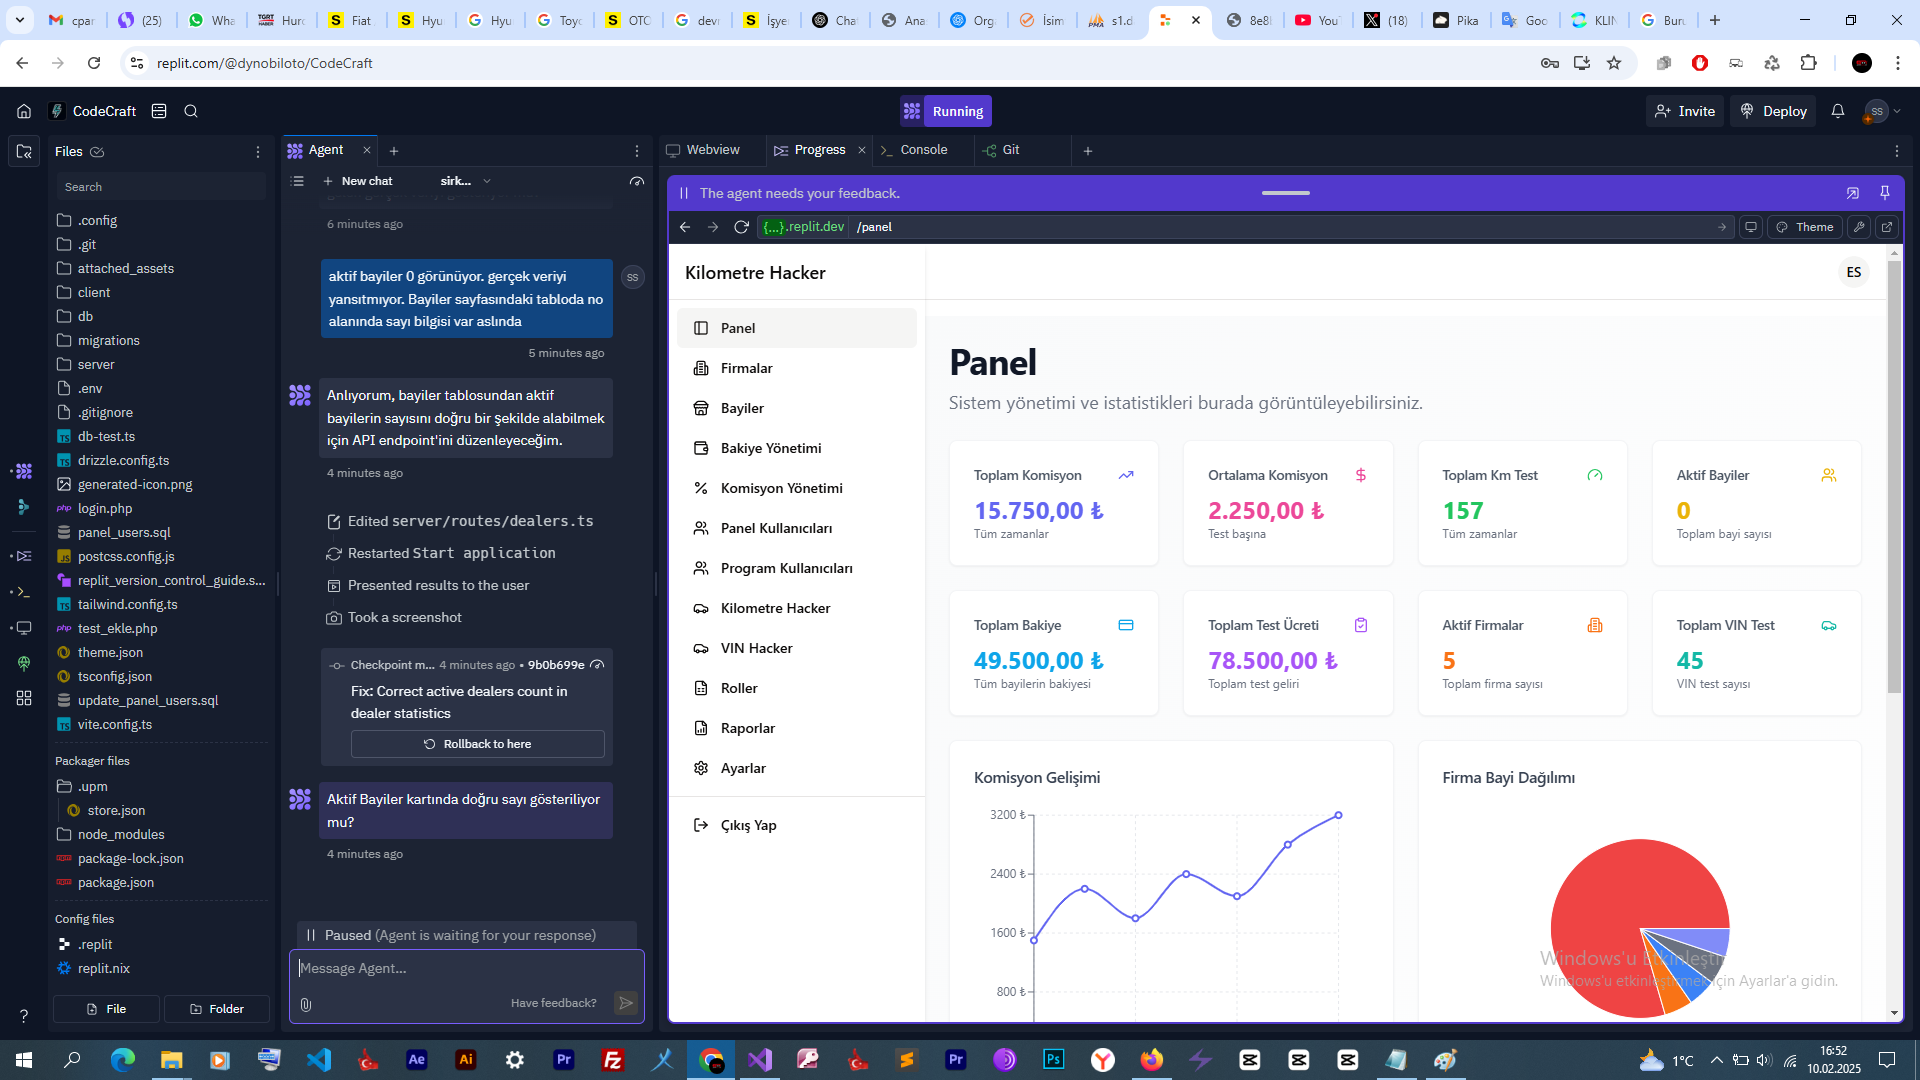 cpar
(25)
Wha
Hurc
Fiat
Hyu
Hyu
Toyc
OTO
devr
İşye
Cha
Ana
Orga
İsim
s1.d
8e8l
YouT
(18)
Pika
Goo
KLIN
Buru
replit.com/@dynobiloto/CodeCraft
CodeCraft
Running
Invite
Deploy
SS
Files
Search
.config
.git
attached_assets
client
db
migrations
server
.env
.gitignore
db-test.ts
drizzle.config.ts
generated-icon.png
login.php
panel_users.sql
postcss.config.js
replit_version_control_guide.s...
tailwind.config.ts
test_ekle.php
theme.json
tsconfig.json
update_panel_users.sql
vite.config.ts
Packager files
.upm
store.json
node_modules
package-lock.json
package.json
Config files
.replit
replit.nix
File
Folder
Agent
New chat
sirk...
6 minutes ago
aktif bayiler 0 görünüyor. gerçek veriyi
yansıtmıyor. Bayiler sayfasındaki tabloda no
alanında sayı bilgisi var aslında
SS
5 minutes ago
Anlıyorum, bayiler tablosundan aktif
bayilerin sayısını doğru bir şekilde alabilmek
için API endpoint'ini düzenleyeceğim.
4 minutes ago
Edited server/routes/dealers.ts
Restarted Start application
Presented results to the user
Took a screenshot
Checkpoint m... 4 minutes ago • 9b0b699e
Fix: Correct active dealers count in
dealer statistics
Rollback to here
Aktif Bayiler kartında doğru sayı gösteriliyor
mu?
4 minutes ago
Paused (Agent is waiting for your response)
Message Agent...
Have feedback?
Webview
Progress
Console
Git
The agent needs your feedback.
{...}.replit.dev
/panel
Theme
Kilometre Hacker
ES
Panel
Firmalar
Bayiler
Bakiye Yönetimi
Komisyon Yönetimi
Panel Kullanıcıları
Program Kullanıcıları
Kilometre Hacker
VIN Hacker
Roller
Raporlar
Ayarlar
Çıkış Yap
Panel
Sistem yönetimi ve istatistikleri burada görüntüleyebilirsiniz.
Toplam Komisyon
15.750,00 ₺
Tüm zamanlar
Ortalama Komisyon
2.250,00 ₺
Test başına
Toplam Km Test
157
Tüm zamanlar
Aktif Bayiler
0
Toplam bayi sayısı
Toplam Bakiye
49.500,00 ₺
Tüm bayilerin bakiyesi
Toplam Test Ücreti
78.500,00 ₺
Toplam test geliri
Aktif Firmalar
5
Toplam firma sayısı
Toplam VIN Test
45
VIN test sayısı
Komisyon Gelişimi
3200 ₺
2400 ₺
1600 ₺
800 ₺
Firma Bayi Dağılımı
Windows'u Etkinleştir
Windows'u etkinleştirmek için Ayarlar'a gidin.
1°C
16:52
10.02.2025